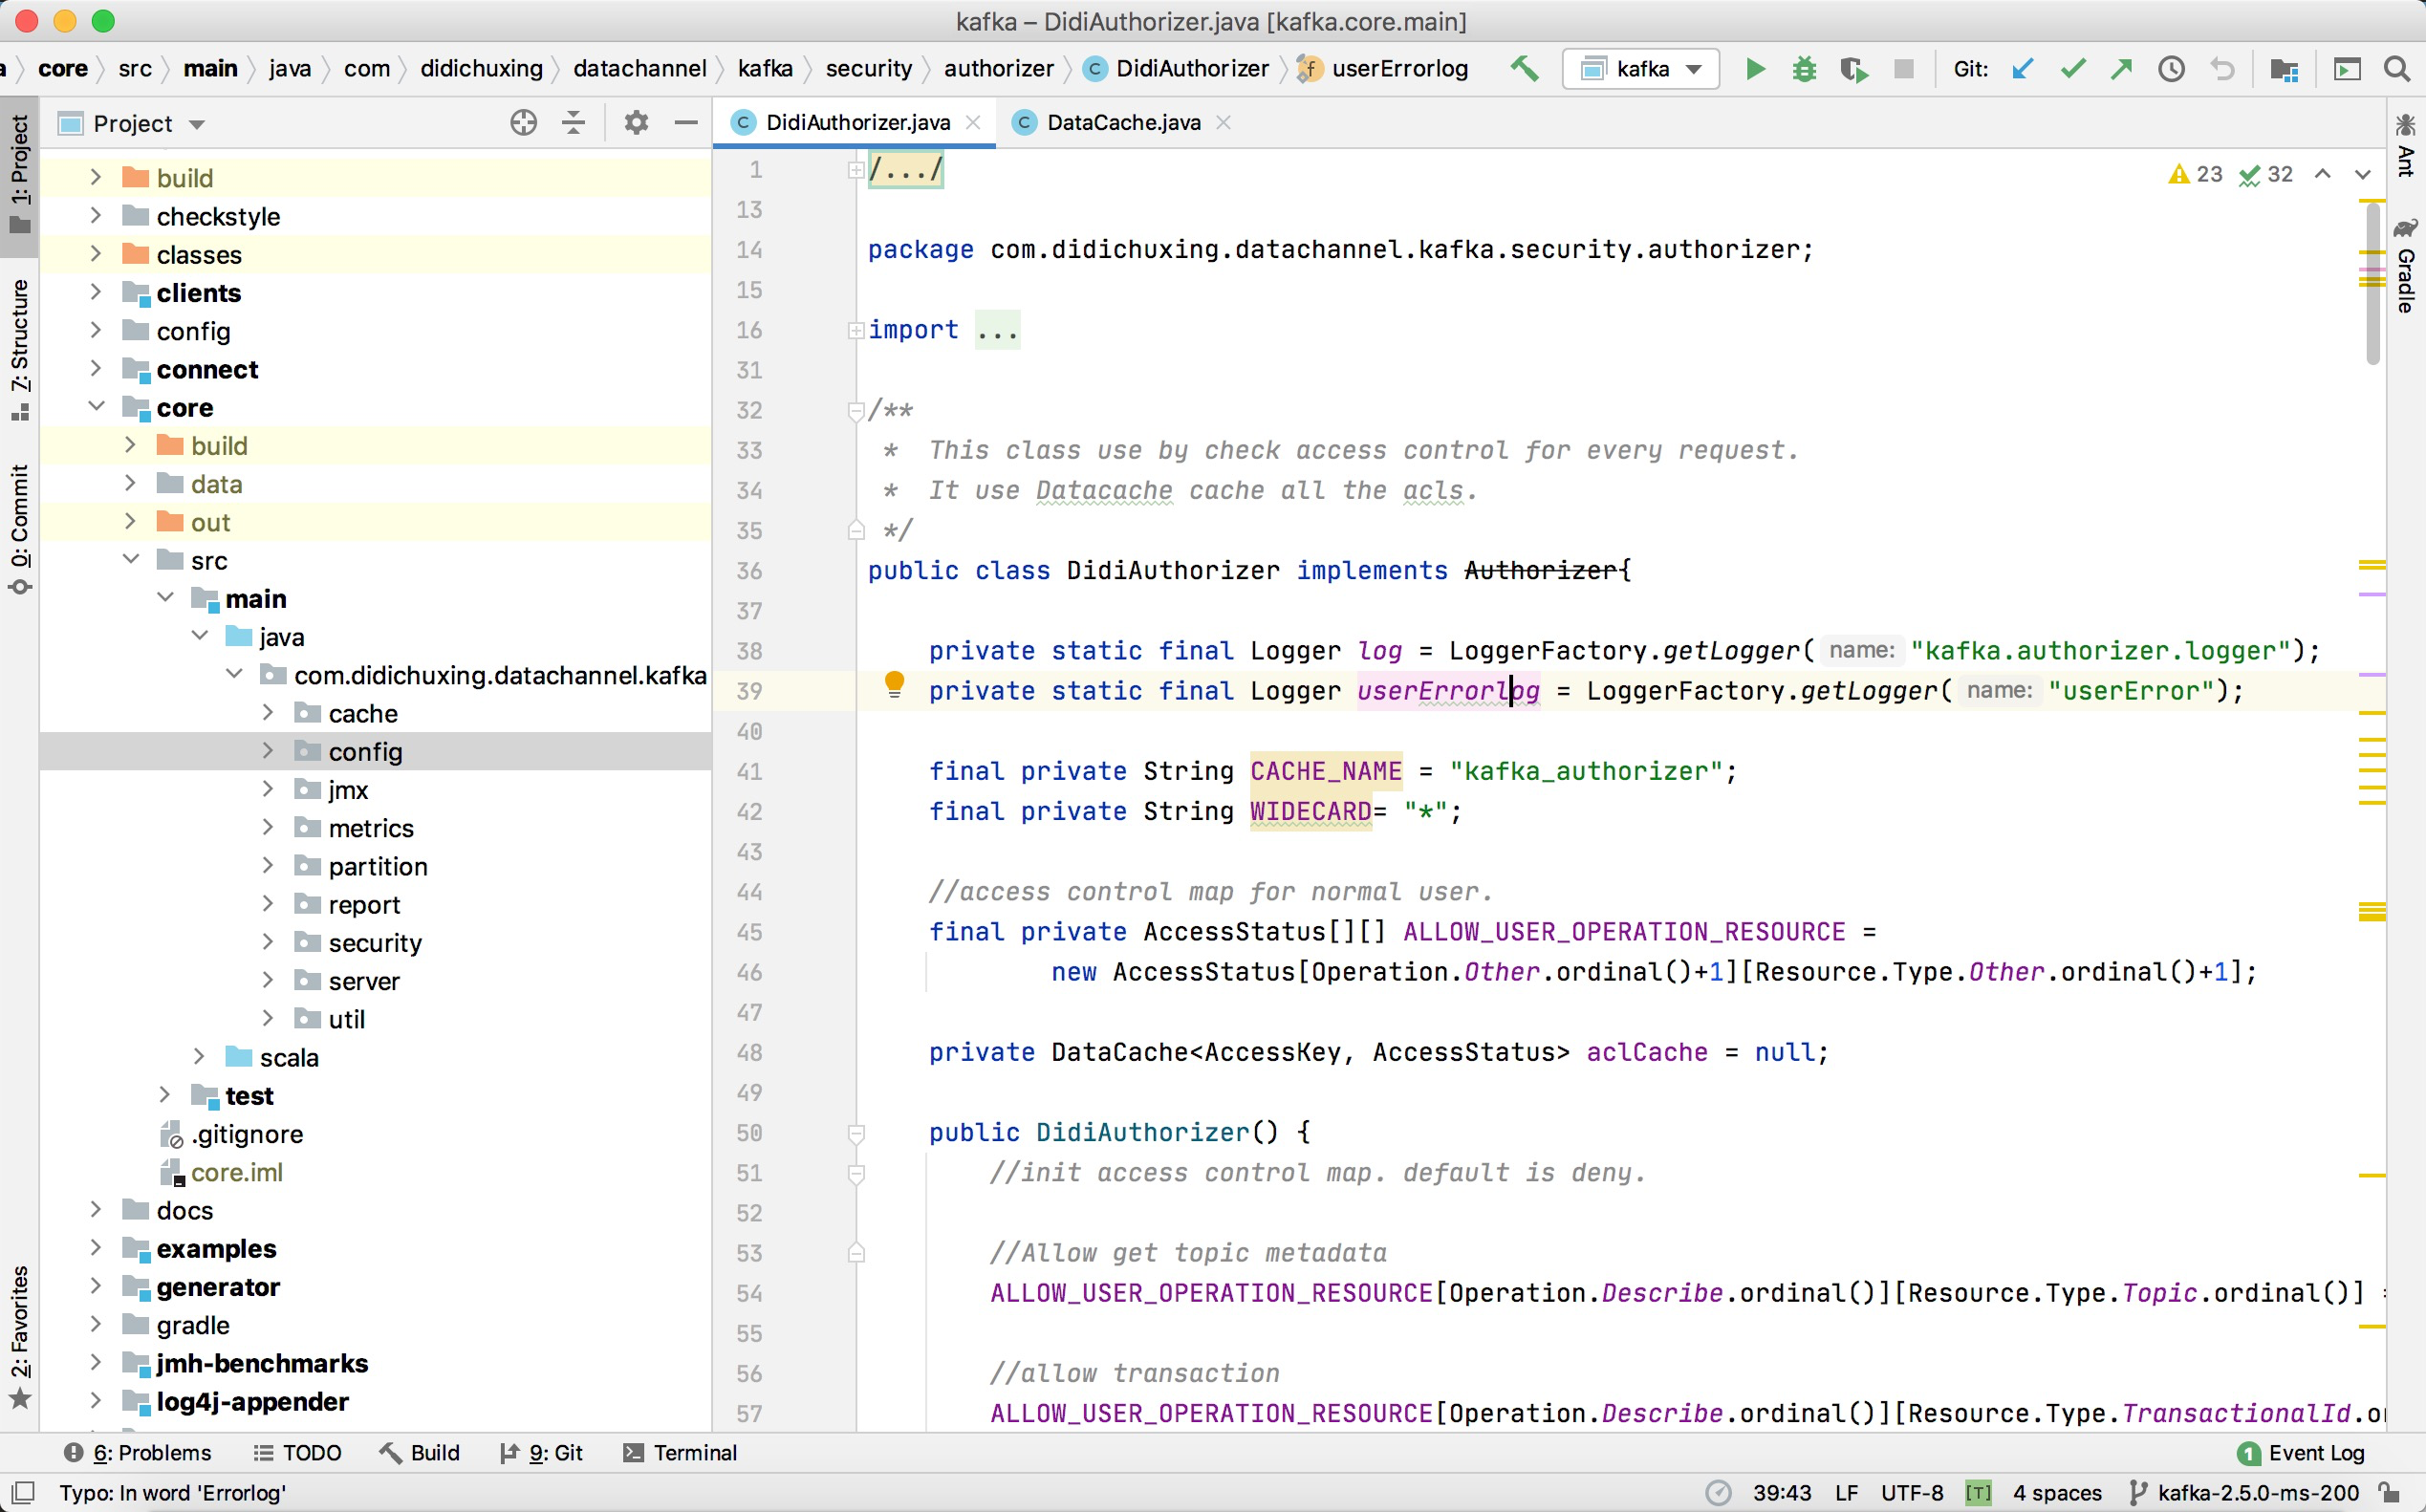 kafka – DidiAuthorizer.java [kafka.core.main]
core src main java com didichuxing datachannel kafka security authorizer DidiAuthorizer userErrorlog kafka Git:
1: Project
7: Structure
0: Commit
2: Favorites
Project
build
checkstyle
classes
clients
config
connect
core
build
data
out
src
main
java
com.didichuxing.datachannel.kafka
cache
config
jmx
metrics
partition
report
security
server
util
scala
test
.gitignore
core.iml
docs
examples
generator
gradle
jmh-benchmarks
log4j-appender
DidiAuthorizer.java DataCache.java
23 32
1 /.../
13
14 package com.didichuxing.datachannel.kafka.security.authorizer;
15
16 import ...
31
32 /**
33 * This class use by check access control for every request.
34 * It use Datacache cache all the acls.
35 */
36 public class DidiAuthorizer implements Authorizer{
37
38 private static final Logger log = LoggerFactory.getLogger( name: "kafka.authorizer.logger");
39 private static final Logger userErrorlog = LoggerFactory.getLogger( name: "userError");
40
41 final private String CACHE_NAME = "kafka_authorizer";
42 final private String WIDECARD= "*";
43
44 //access control map for normal user.
45 final private AccessStatus[][] ALLOW_USER_OPERATION_RESOURCE =
46 new AccessStatus[Operation.Other.ordinal()+1][Resource.Type.Other.ordinal()+1];
47
48 private DataCache<AccessKey, AccessStatus> aclCache = null;
49
50 public DidiAuthorizer() {
51 //init access control map. default is deny.
52
53 //Allow get topic metadata
54 ALLOW_USER_OPERATION_RESOURCE[Operation.Describe.ordinal()][Resource.Type.Topic.ordinal()] =
55
56 //allow transaction
57 ALLOW_USER_OPERATION_RESOURCE[Operation.Describe.ordinal()][Resource.Type.TransactionalId.or
Ant
Gradle
6: Problems TODO Build 9: Git Terminal 1 Event Log
Typo: In word 'Errorlog' 39:43 LF UTF-8 [T] 4 spaces kafka-2.5.0-ms-200